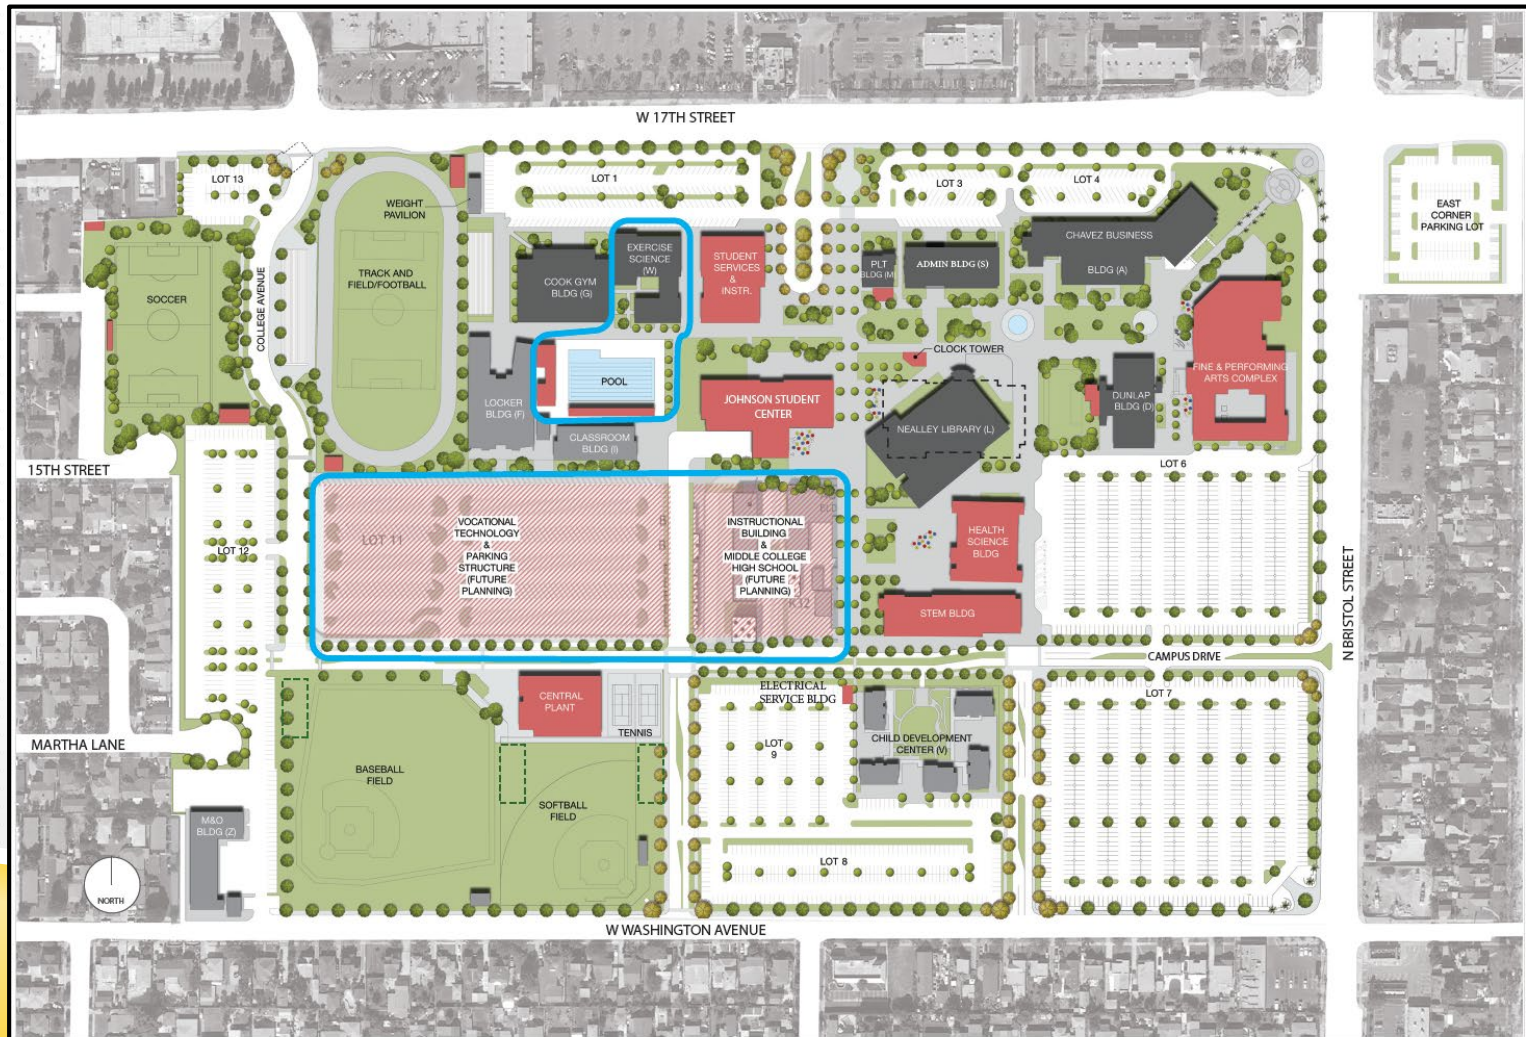 W 17TH STREET
LOT 13
LOT 1
LOT 3
LOT 4
EAST
CORNER
PARKING LOT
WEIGHT
PAVILION
EXERCISE
SCIENCE (W)
STUDENT
SERVICES
&
INSTR.
PLT
BLDG (M
ADMIN BLDG (S)
CHAVEZ BUSINESS
BLDG (A)
COOK GYM
BLDG (G)
TRACK AND
FIELD/FOOTBALL
SOCCER
COLLEGE AVENUE
CLOCK TOWER
POOL
LOCKER
BLDG (F)
JOHNSON STUDENT
CENTER
NEALLEY LIBRARY (L)
DUNLAP
BLDG (D)
FINE & PERFORMING
ARTS COMPLEX
CLASSROOM
BLDG (I)
15TH STREET
LOT 6
LOT 11
VOCATIONAL
TECHNOLOGY
&
PARKING
STRUCTURE
(FUTURE
PLANNING)
INSTRUCTIONAL
BUILDING
&
MIDDLE COLLEGE
HIGH SCHOOL
(FUTURE
PLANNING)
B
B
K32
HEALTH
SCIENCE
BLDG
LOT 12
STEM BLDG
N BRISTOL STREET
CAMPUS DRIVE
CENTRAL
PLANT
TENNIS
ELECTRICAL
SERVICE BLDG
LOT
9
CHILD DEVELOPMENT
CENTER (V)
LOT 7
MARTHA LANE
BASEBALL
FIELD
SOFTBALL
FIELD
M&O
BLDG (Z)
LOT 8
NORTH
W WASHINGTON AVENUE